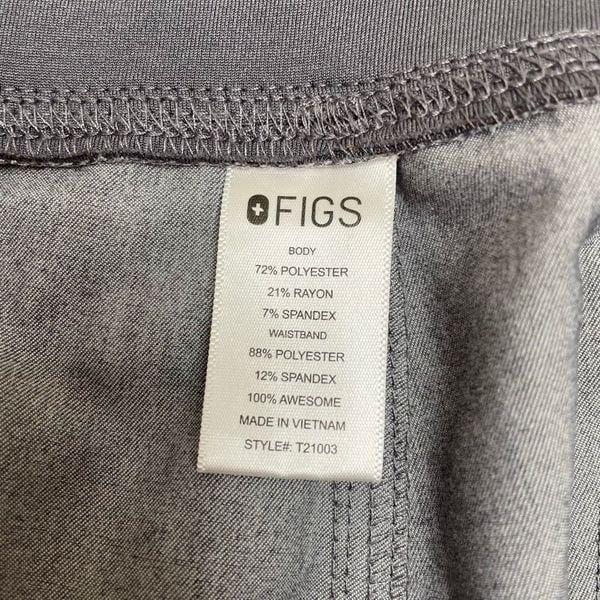 FIGS
BODY
72% POLYESTER
21% RAYON
7% SPANDEX
WAISTBAND
88% POLYESTER
12% SPANDEX
100% AWESOME
MADE IN VIETNAM
STYLE#: T21003